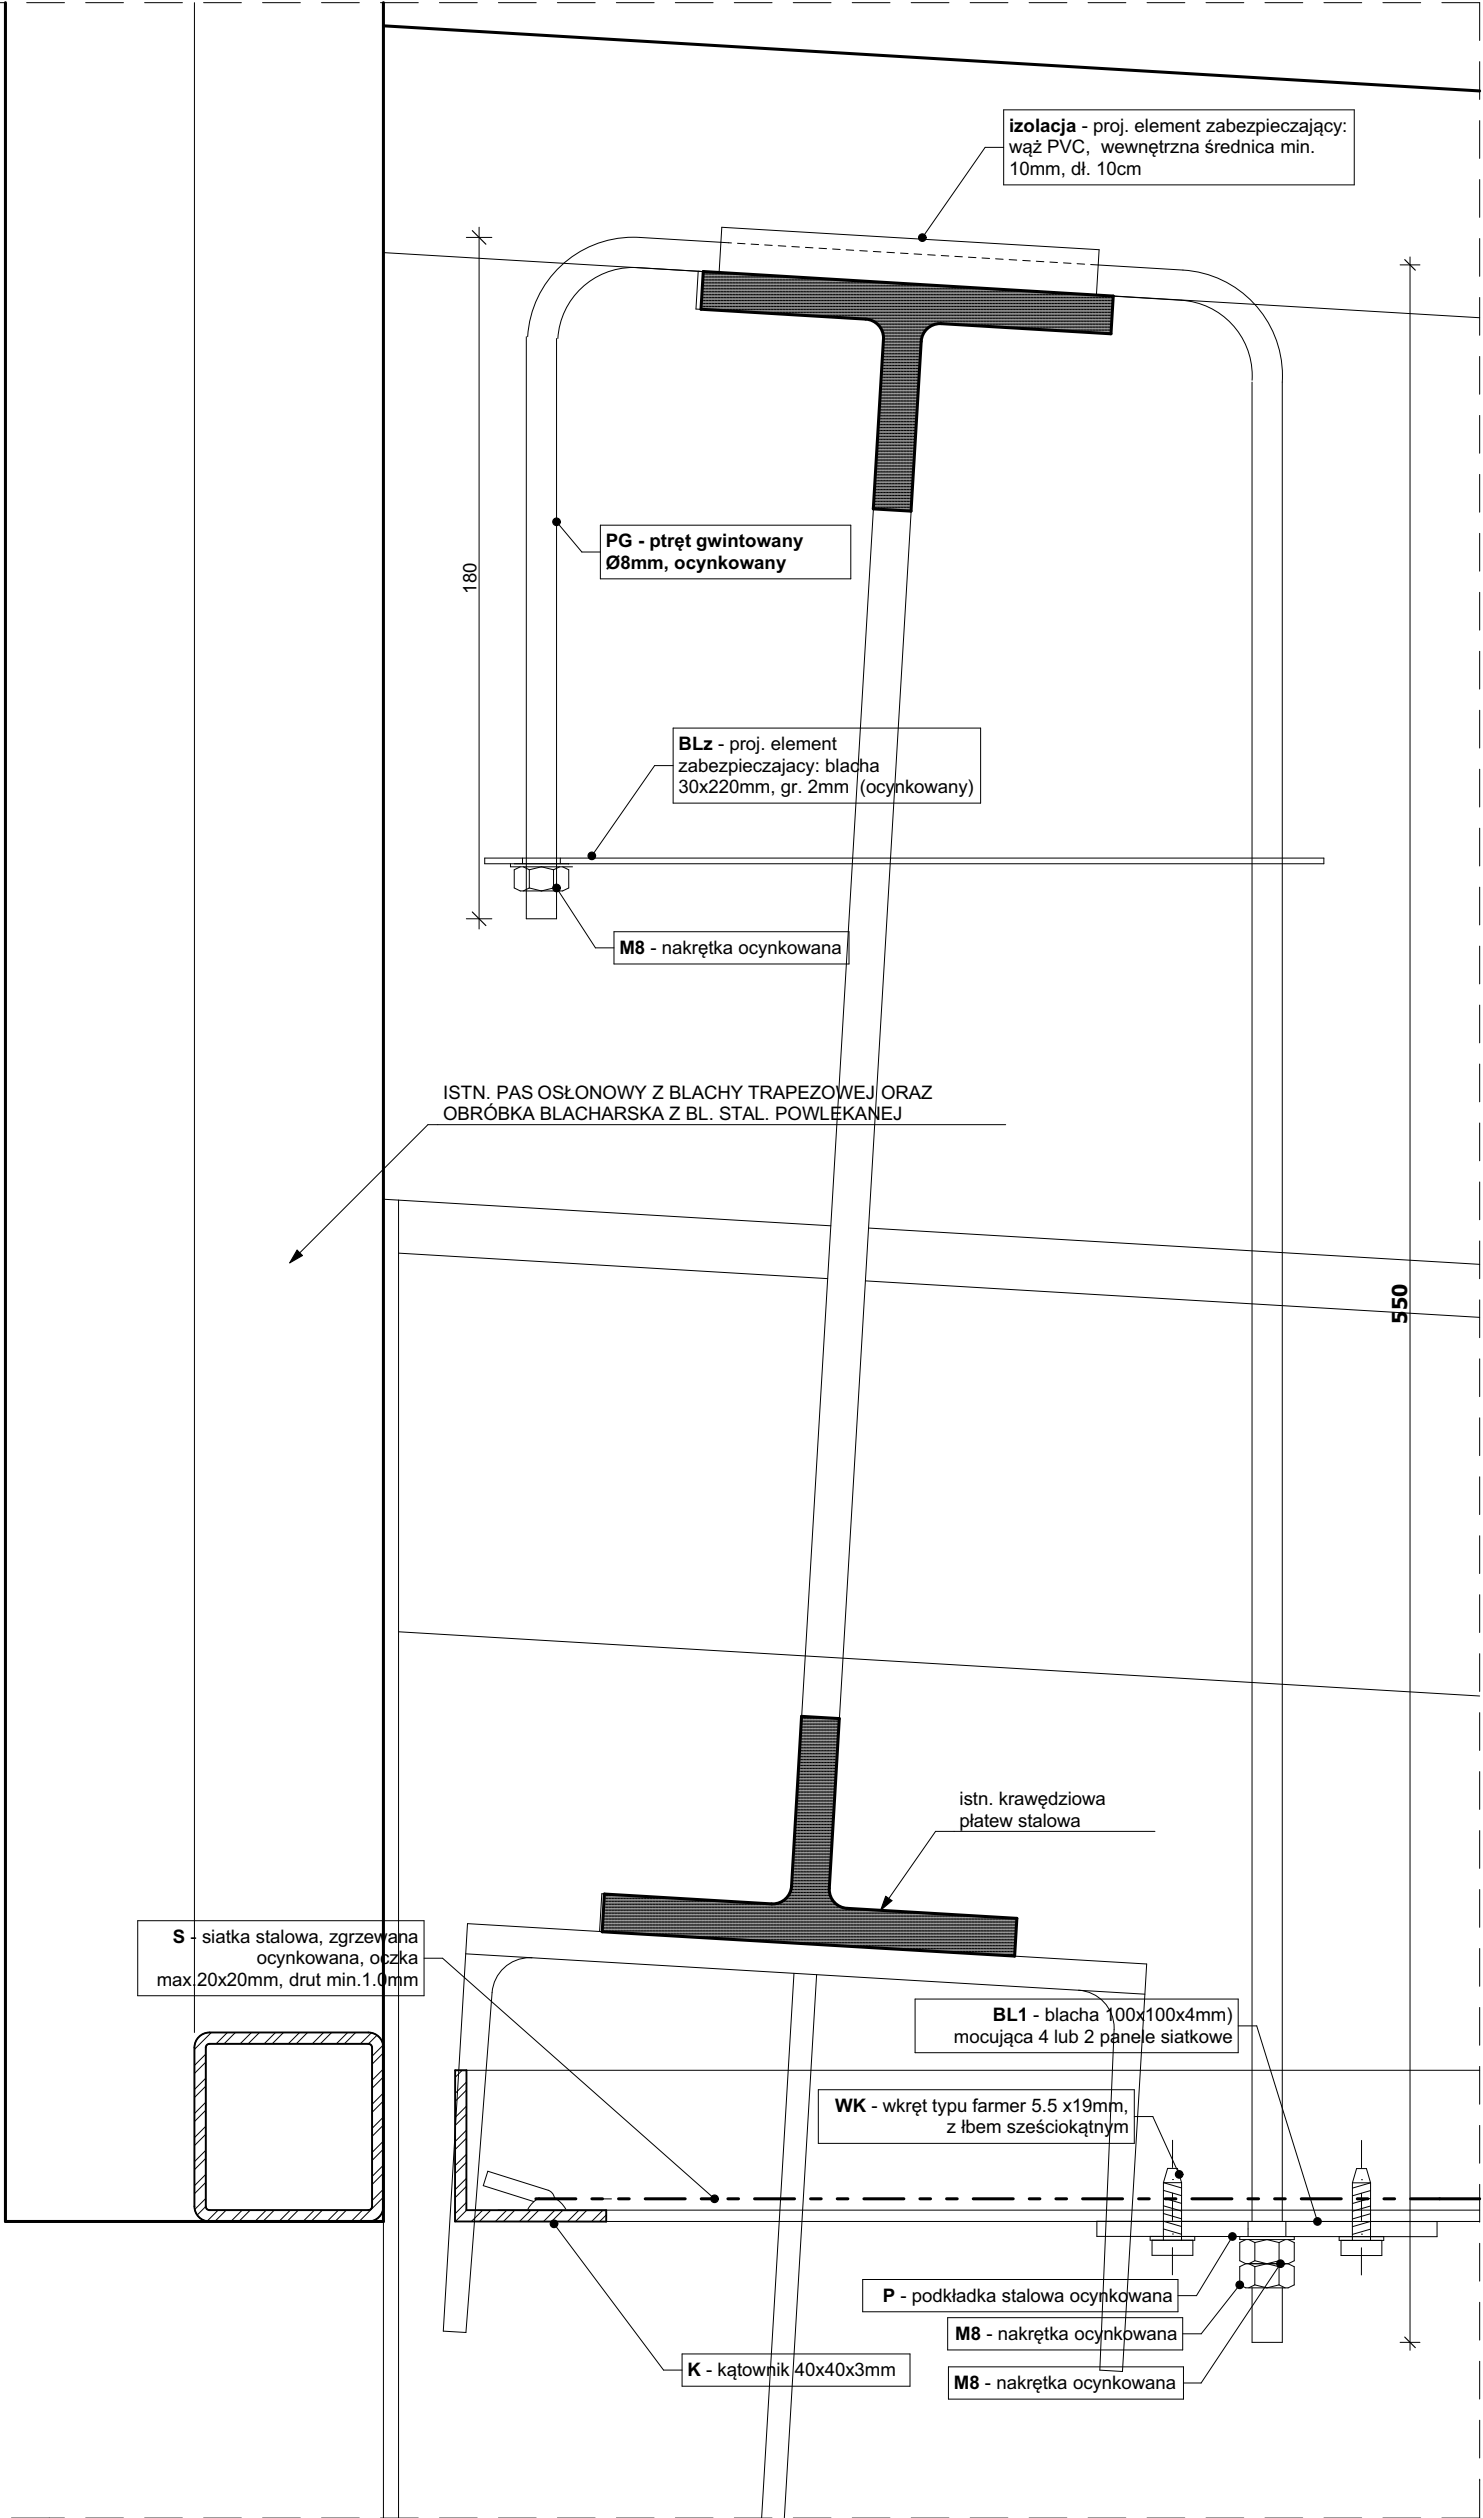 izolacja - proj. element zabezpieczający:
wąż PVC, wewnętrzna średnica min.
10mm, dł. 10cm
180
PG - ptręt gwintowany
Ø8mm, ocynkowany
BLz - proj. element
zabezpieczajacy: blacha
30x220mm, gr. 2mm (ocynkowany)
M8 - nakrętka ocynkowana
ISTN. PAS OSŁONOWY Z BLACHY TRAPEZOWEJ ORAZ
OBRÓBKA BLACHARSKA Z BL. STAL. POWLEKANEJ
550
istn. krawędziowa
płatew stalowa
S - siatka stalowa, zgrzewana
ocynkowana, oczka
max.20x20mm, drut min.1.0mm
BL1 - blacha 100x100x4mm)
mocująca 4 lub 2 panele siatkowe
WK - wkręt typu farmer 5.5 x19mm,
z łbem sześciokątnym
P - podkładka stalowa ocynkowana
M8 - nakrętka ocynkowana
K - kątownik 40x40x3mm
M8 - nakrętka ocynkowana